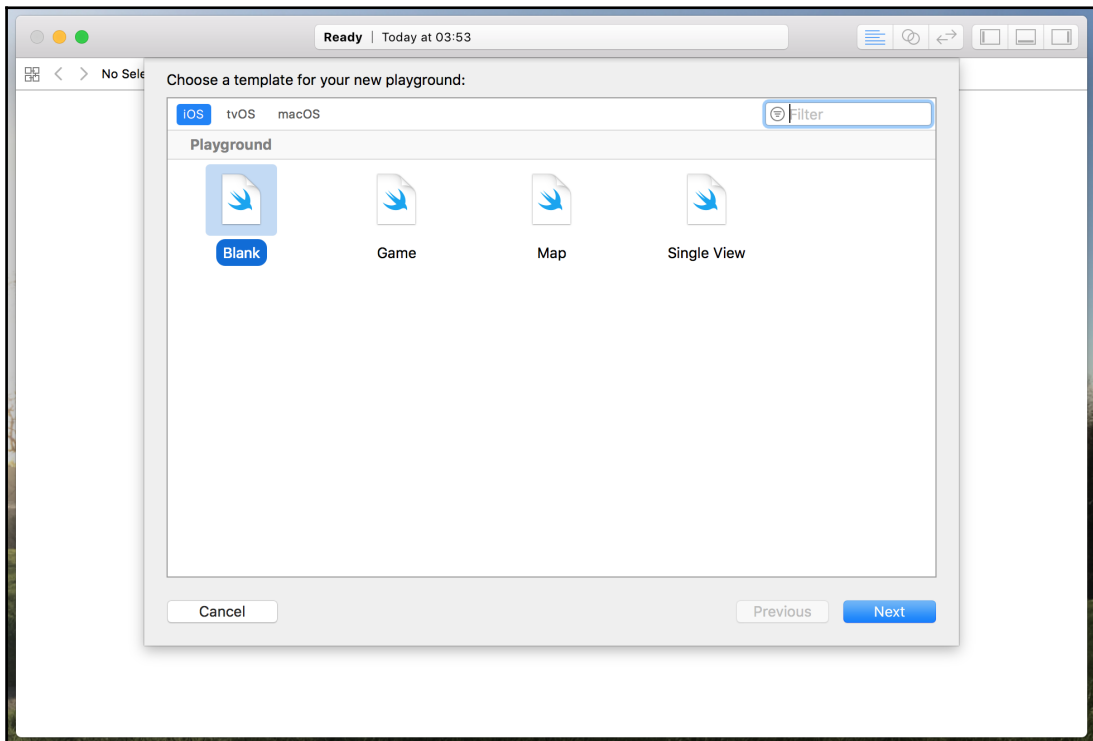 Ready | Today at 03:53
No Sele
Choose a template for your new playground:
iOS tvOS macOS Filter
Playground
Blank Game Map Single View
Cancel Previous Next